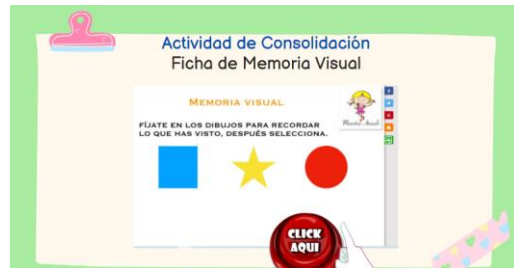 Actividad de Consolidación
Ficha de Memoria Visual
MEMORIA VISUAL
FÍJATE EN LOS DIBUJOS PARA RECORDAR
LO QUE HAS VISTO, DESPUÉS SELECCIONA.
CLICK
AQUI